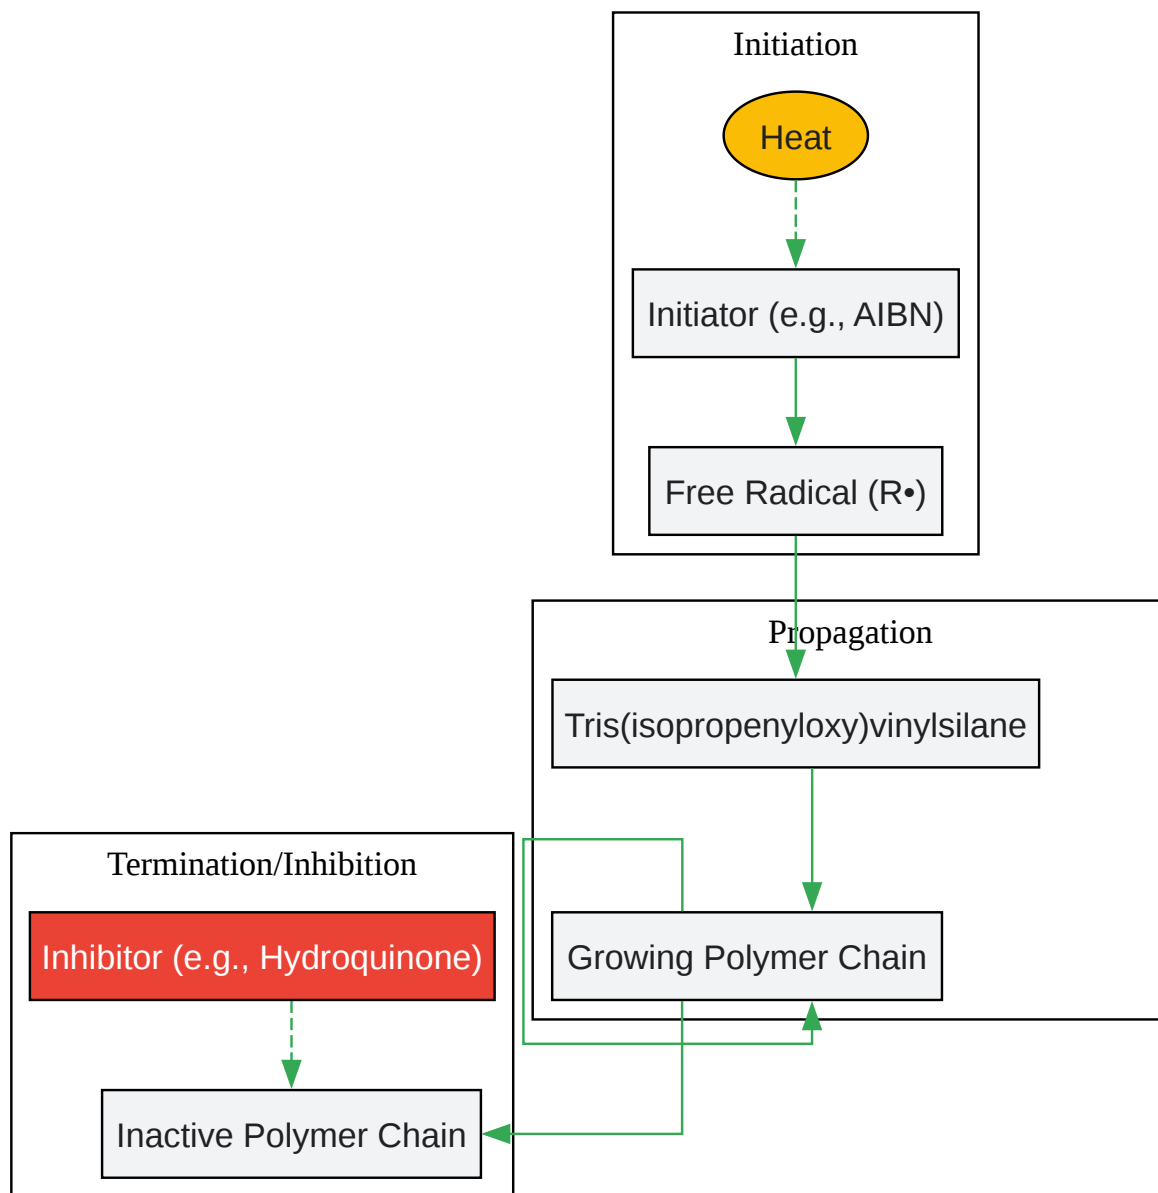 Initiation
Heat
Initiator (e.g., AIBN)
Free Radical (R•)
Propagation
Tris(isopropenyloxy)vinylsilane
Termination/Inhibition
Inhibitor (e.g., Hydroquinone)
Growing Polymer Chain
Inactive Polymer Chain